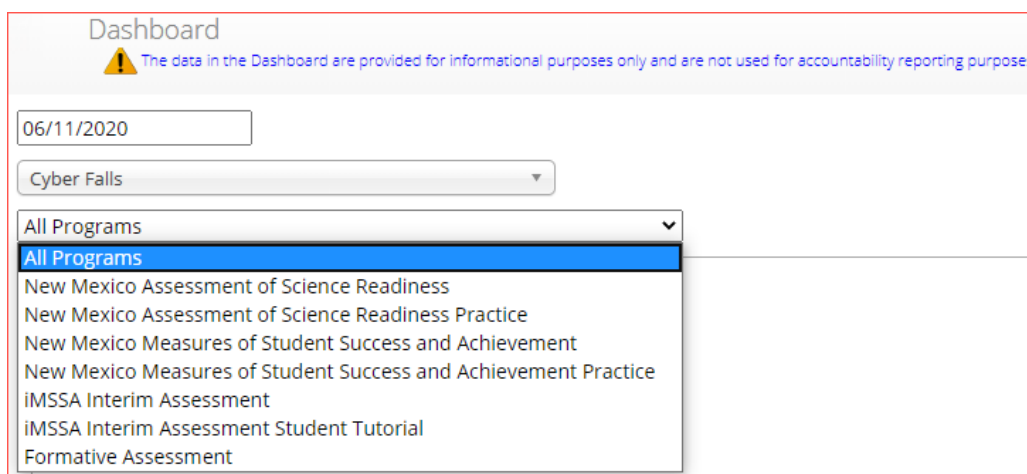 Dashboard
The data in the Dashboard are provided for informational purposes only and are not used for accountability reporting purpose
06/11/2020
Cyber Falls
All Programs
All Programs
New Mexico Assessment of Science Readiness
New Mexico Assessment of Science Readiness Practice
New Mexico Measures of Student Success and Achievement
New Mexico Measures of Student Success and Achievement Practice
iMSSA Interim Assessment
iMSSA Interim Assessment Student Tutorial
Formative Assessment